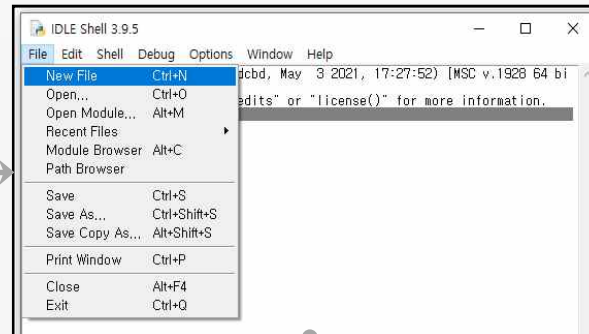 IDLE Shell 3.9.5
File Edit Shell Debug Options Window Help
New File Ctrl+N
dcbd, May 3 2021, 17:27:52) [MSC v.1928 64 bi
Open... Ctrl+O
edits" or "license()" for more information.
Open Module... Alt+M
Recent Files
Module Browser Alt+C
Path Browser
Save Ctrl+S
Save As... Ctrl+Shift+S
Save Copy As... Alt+Shift+S
Print Window Ctrl+P
Close Alt+F4
Exit Ctrl+Q